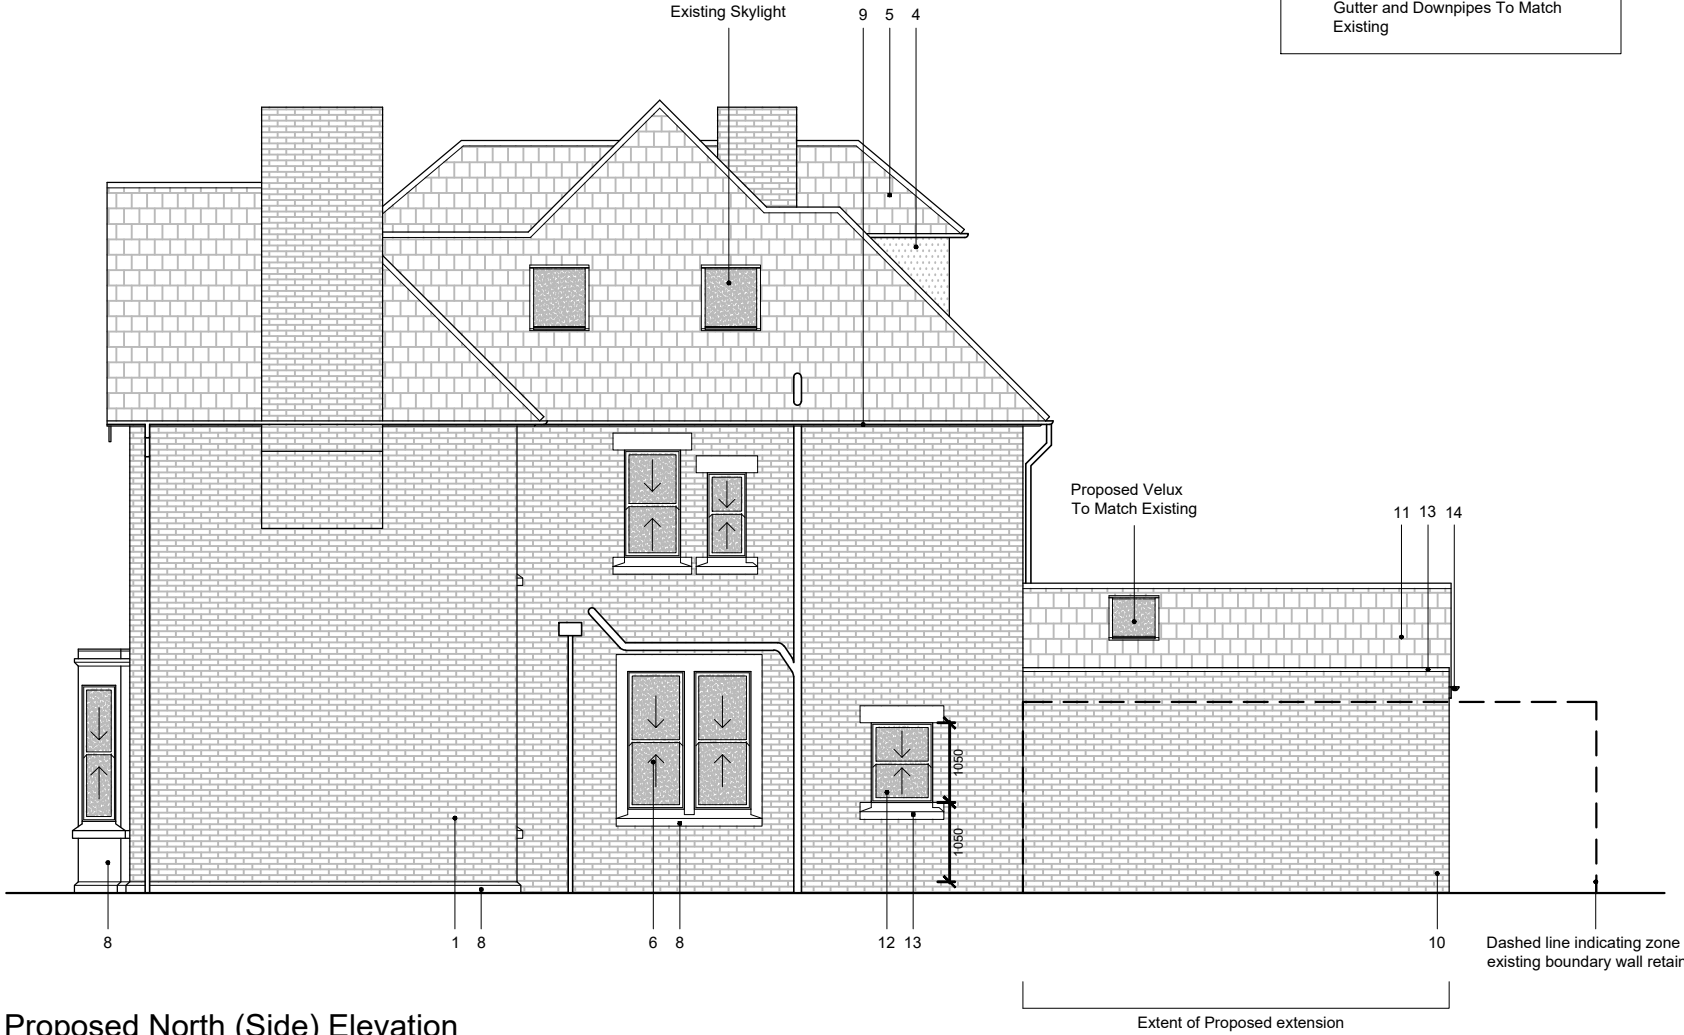 Existing Skylight
9 5 4
Gutter and Downpipes To Match
Existing
Proposed Velux
To Match Existing
11 13 14
1050
1050
8 1 8 6 8 12 13 10
Dashed line indicating zone
existing boundary wall retain
Extent of Proposed extension
Proposed North (Side) Elevation